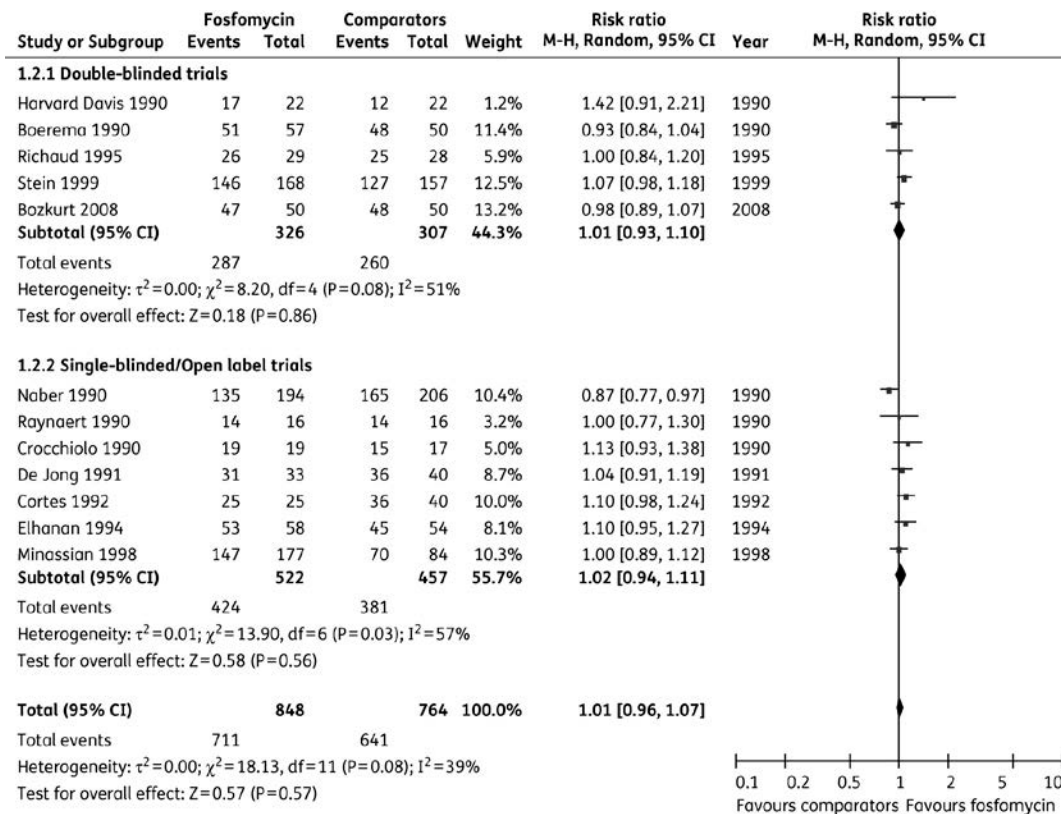 Fosfomycin Comparators Risk ratio Risk ratio
Study or Subgroup Events Total Events Total Weight M-H, Random, 95% CI Year M-H, Random, 95% CI
1.2.1 Double-blinded trials
Harvard Davis 1990 17 22 12 22 1.2% 1.42 [0.91, 2.21] 1990
Boerema 1990 51 57 48 50 11.4% 0.93 [0.84, 1.04] 1990
Richaud 1995 26 29 25 28 5.9% 1.00 [0.84, 1.20] 1995
Stein 1999 146 168 127 157 12.5% 1.07 [0.98, 1.18] 1999
Bozkurt 2008 47 50 48 50 13.2% 0.98 [0.89, 1.07] 2008
Subtotal (95% CI) 326 307 44.3% 1.01 [0.93, 1.10]
Total events 287 260
Heterogeneity: τ²=0.00; χ²=8.20, df=4 (P=0.08); I²=51%
Test for overall effect: Z=0.18 (P=0.86)
1.2.2 Single-blinded/Open label trials
Naber 1990 135 194 165 206 10.4% 0.87 [0.77, 0.97] 1990
Raynaert 1990 14 16 14 16 3.2% 1.00 [0.77, 1.30] 1990
Crocchiolo 1990 19 19 15 17 5.0% 1.13 [0.93, 1.38] 1990
De Jong 1991 31 33 36 40 8.7% 1.04 [0.91, 1.19] 1991
Cortes 1992 25 25 36 40 10.0% 1.10 [0.98, 1.24] 1992
Elhanan 1994 53 58 45 54 8.1% 1.10 [0.95, 1.27] 1994
Minassian 1998 147 177 70 84 10.3% 1.00 [0.89, 1.12] 1998
Subtotal (95% CI) 522 457 55.7% 1.02 [0.94, 1.11]
Total events 424 381
Heterogeneity: τ²=0.01; χ²=13.90, df=6 (P=0.03); I²=57%
Test for overall effect: Z=0.58 (P=0.56)
Total (95% CI) 848 764 100.0% 1.01 [0.96, 1.07]
Total events 711 641
Heterogeneity: τ²=0.00; χ²=18.13, df=11 (P=0.08); I²=39%
Test for overall effect: Z=0.57 (P=0.57)
0.1 0.2 0.5 1 2 5 10
Favours comparators Favours fosfomycin